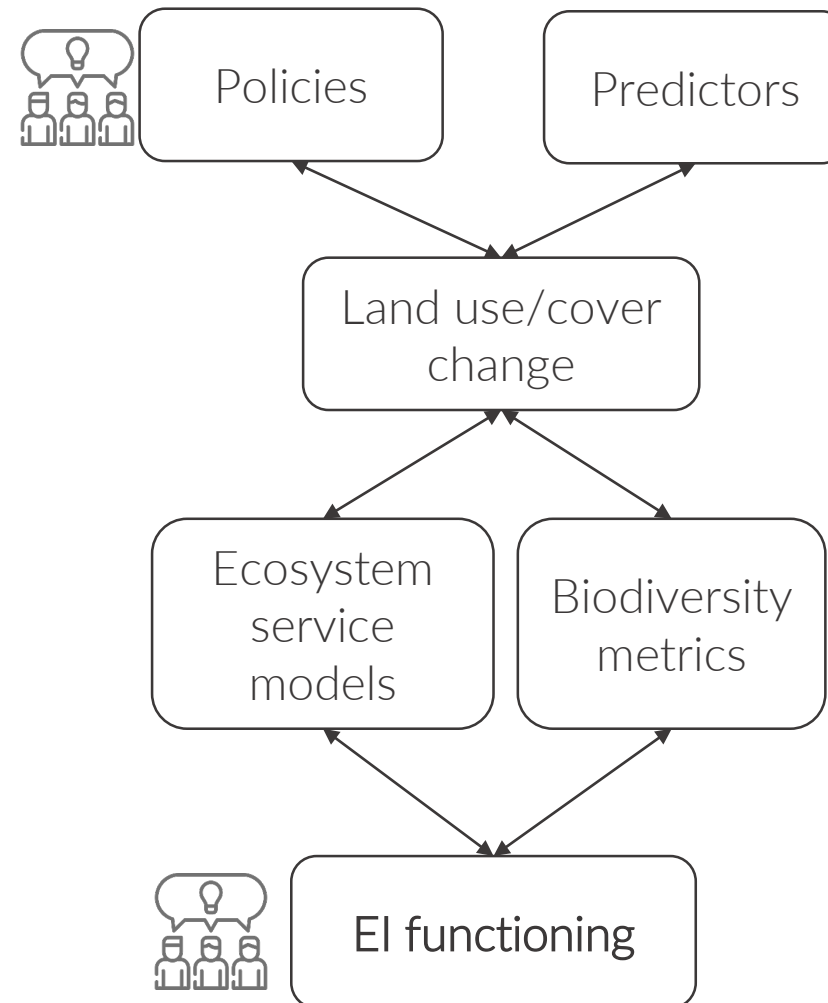 Policies
Predictors
Land use/cover
change
Ecosystem
service
models
Biodiversity
metrics
EI functioning